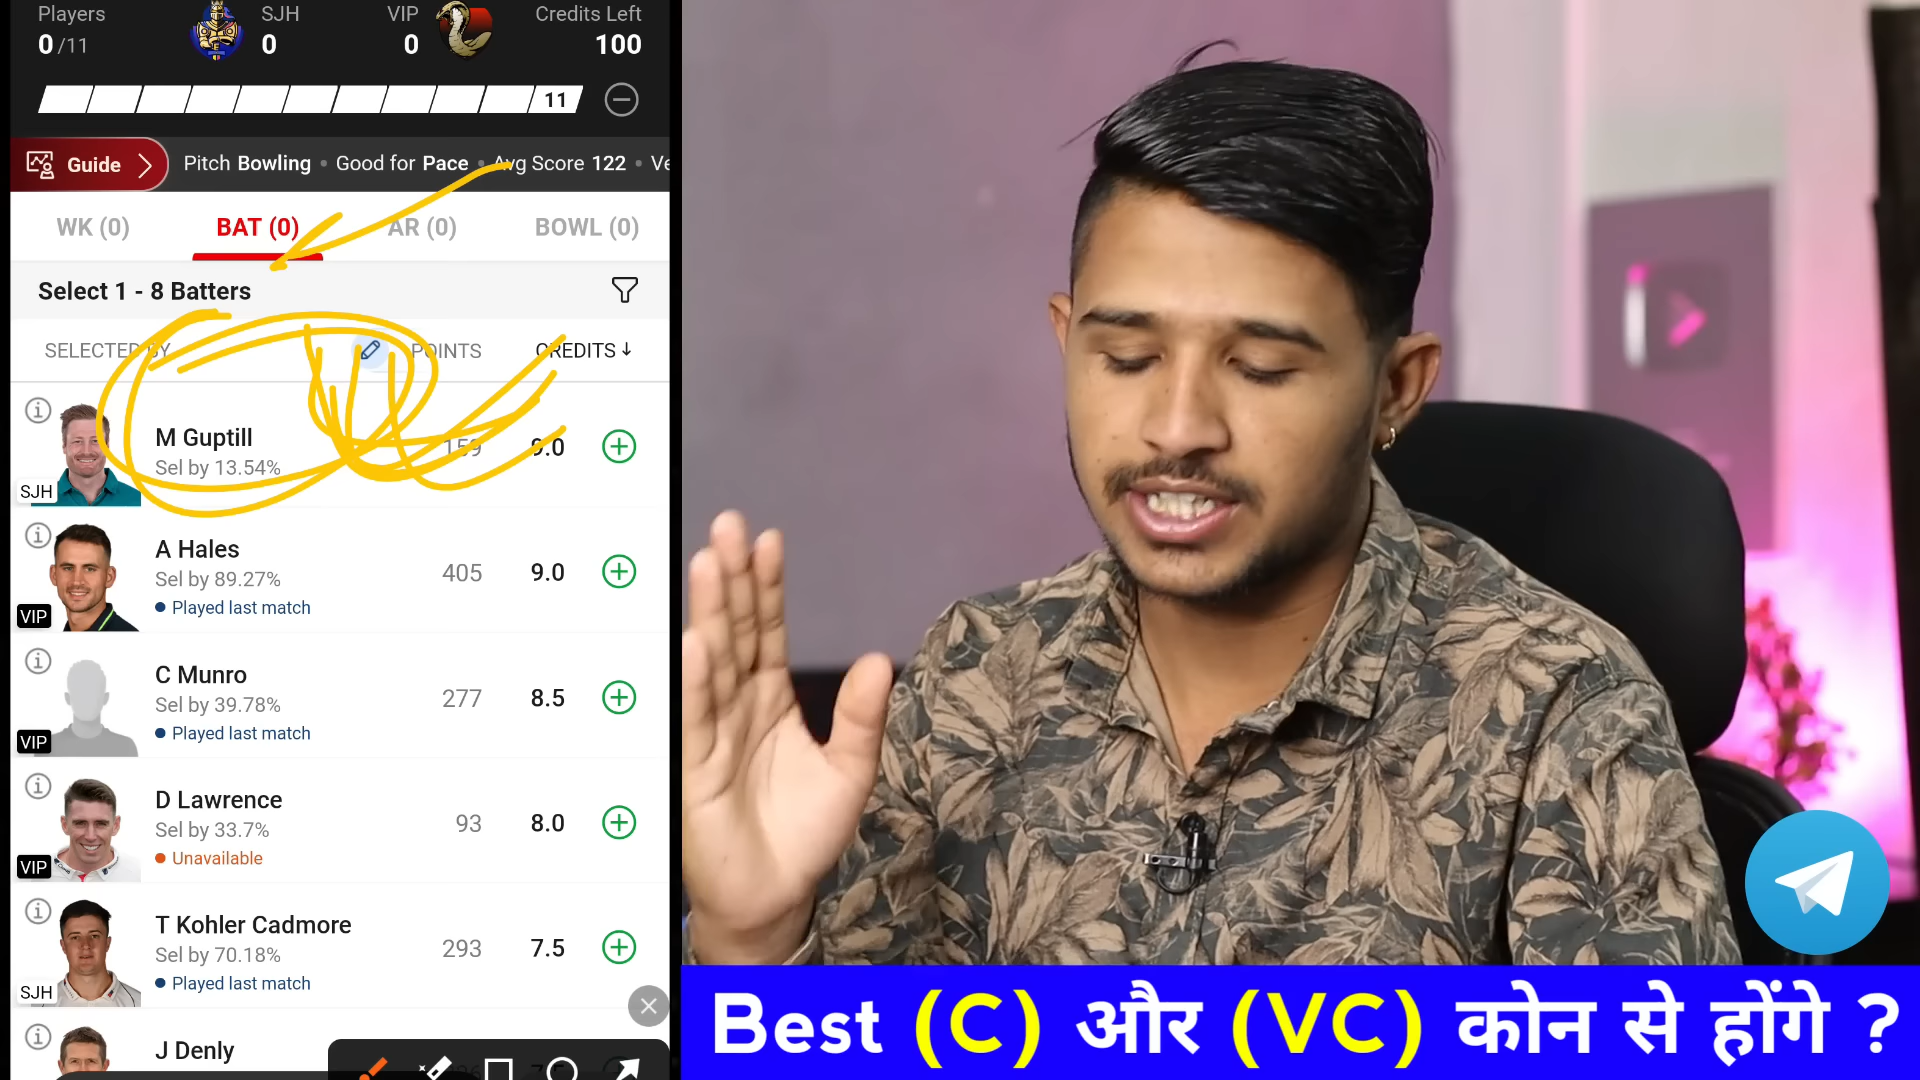 Players SJH VIP Credits Left
0/11 0 0 100
11
Guide Pitch Bowling • Good for Pace • Avg Score 122 •
WK (0) BAT (0) AR (0) BOWL (0)
Select 1 - 8 Batters
SELECTED BY POINTS CREDITS ↓
M Guptill 159 9.0
Sel by 13.54%
SJH
A Hales
Sel by 89.27% 405 9.0
Played last match
VIP
C Munro
Sel by 39.78% 277 8.5
Played last match
VIP
D Lawrence
Sel by 33.7% 93 8.0
Unavailable
VIP
T Kohler Cadmore
Sel by 70.18% 293 7.5
Played last match
SJH
J Denly
Best (C) और (VC) कोन से होंगे ?